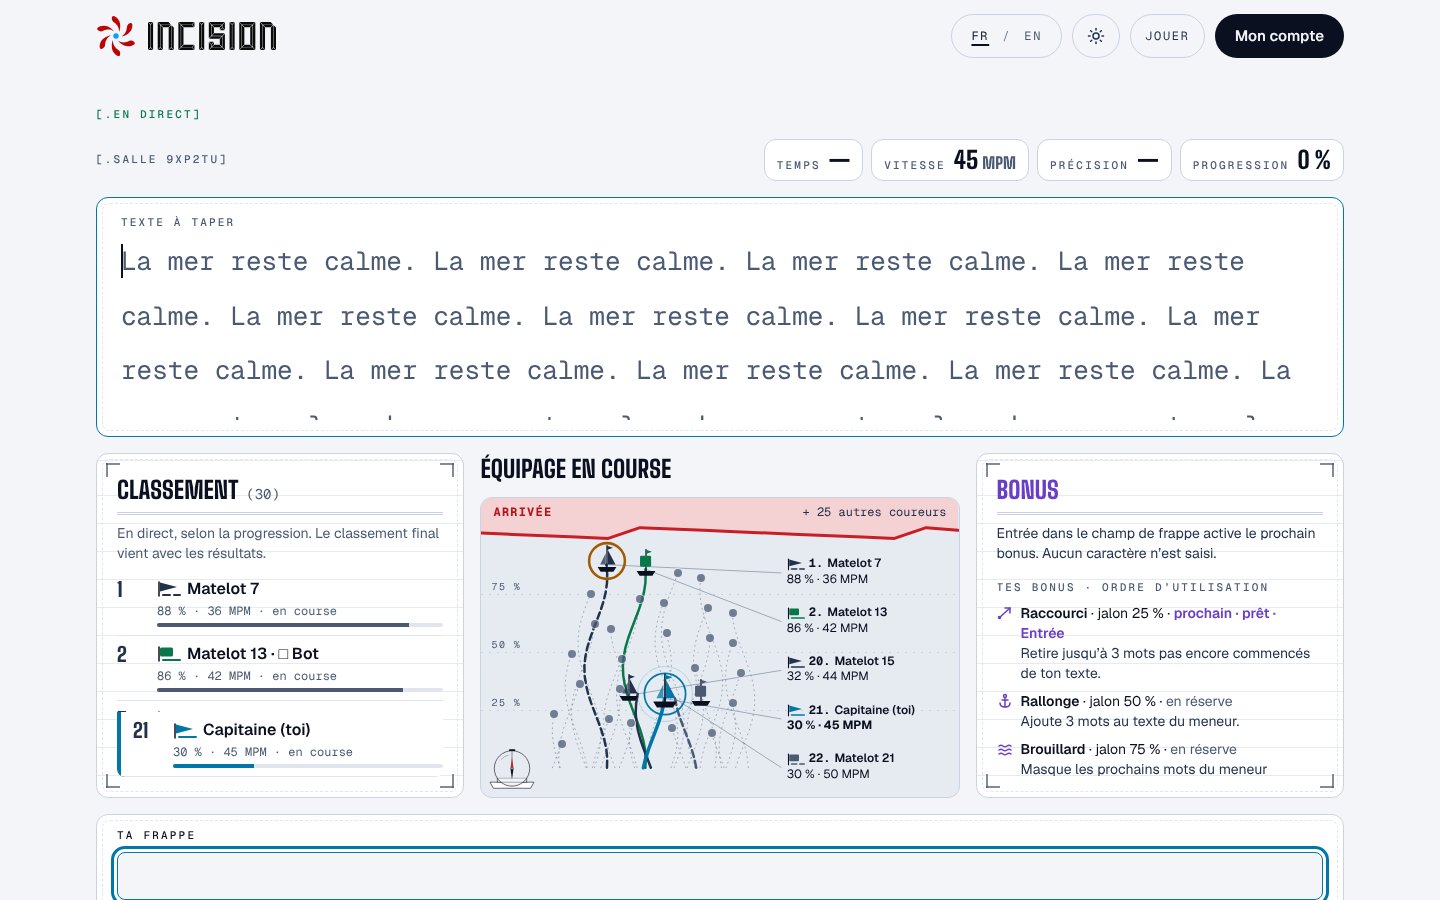 INCISION
FR / EN
JOUER
Mon compte
[.EN DIRECT]
[.SALLE 9XP2TU]
TEMPS —
VITESSE 45 MPM
PRÉCISION —
PROGRESSION 0 %
TEXTE À TAPER
La mer reste calme. La mer reste calme. La mer reste calme. La mer reste
calme. La mer reste calme. La mer reste calme. La mer reste calme. La mer
reste calme. La mer reste calme. La mer reste calme. La mer reste calme. La
CLASSEMENT (30)
En direct, selon la progression. Le classement final
vient avec les résultats.
1 Matelot 7
88 % · 36 MPM · en course
2 Matelot 13 · □ Bot
86 % · 42 MPM · en course
21 Capitaine (toi)
30 % · 45 MPM · en course
ÉQUIPAGE EN COURSE
ARRIVÉE
+ 25 autres coureurs
75 %
50 %
25 %
1. Matelot 7
88 % · 36 MPM
2. Matelot 13
86 % · 42 MPM
20. Matelot 15
32 % · 44 MPM
21. Capitaine (toi)
30 % · 45 MPM
22. Matelot 21
30 % · 50 MPM
BONUS
Entrée dans le champ de frappe active le prochain
bonus. Aucun caractère n’est saisi.
TES BONUS · ORDRE D’UTILISATION
Raccourci · jalon 25 % · prochain · prêt ·
Entrée
Retire jusqu’à 3 mots pas encore commencés
de ton texte.
Rallonge · jalon 50 % · en réserve
Ajoute 3 mots au texte du meneur.
Brouillard · jalon 75 % · en réserve
Masque les prochains mots du meneur
TA FRAPPE